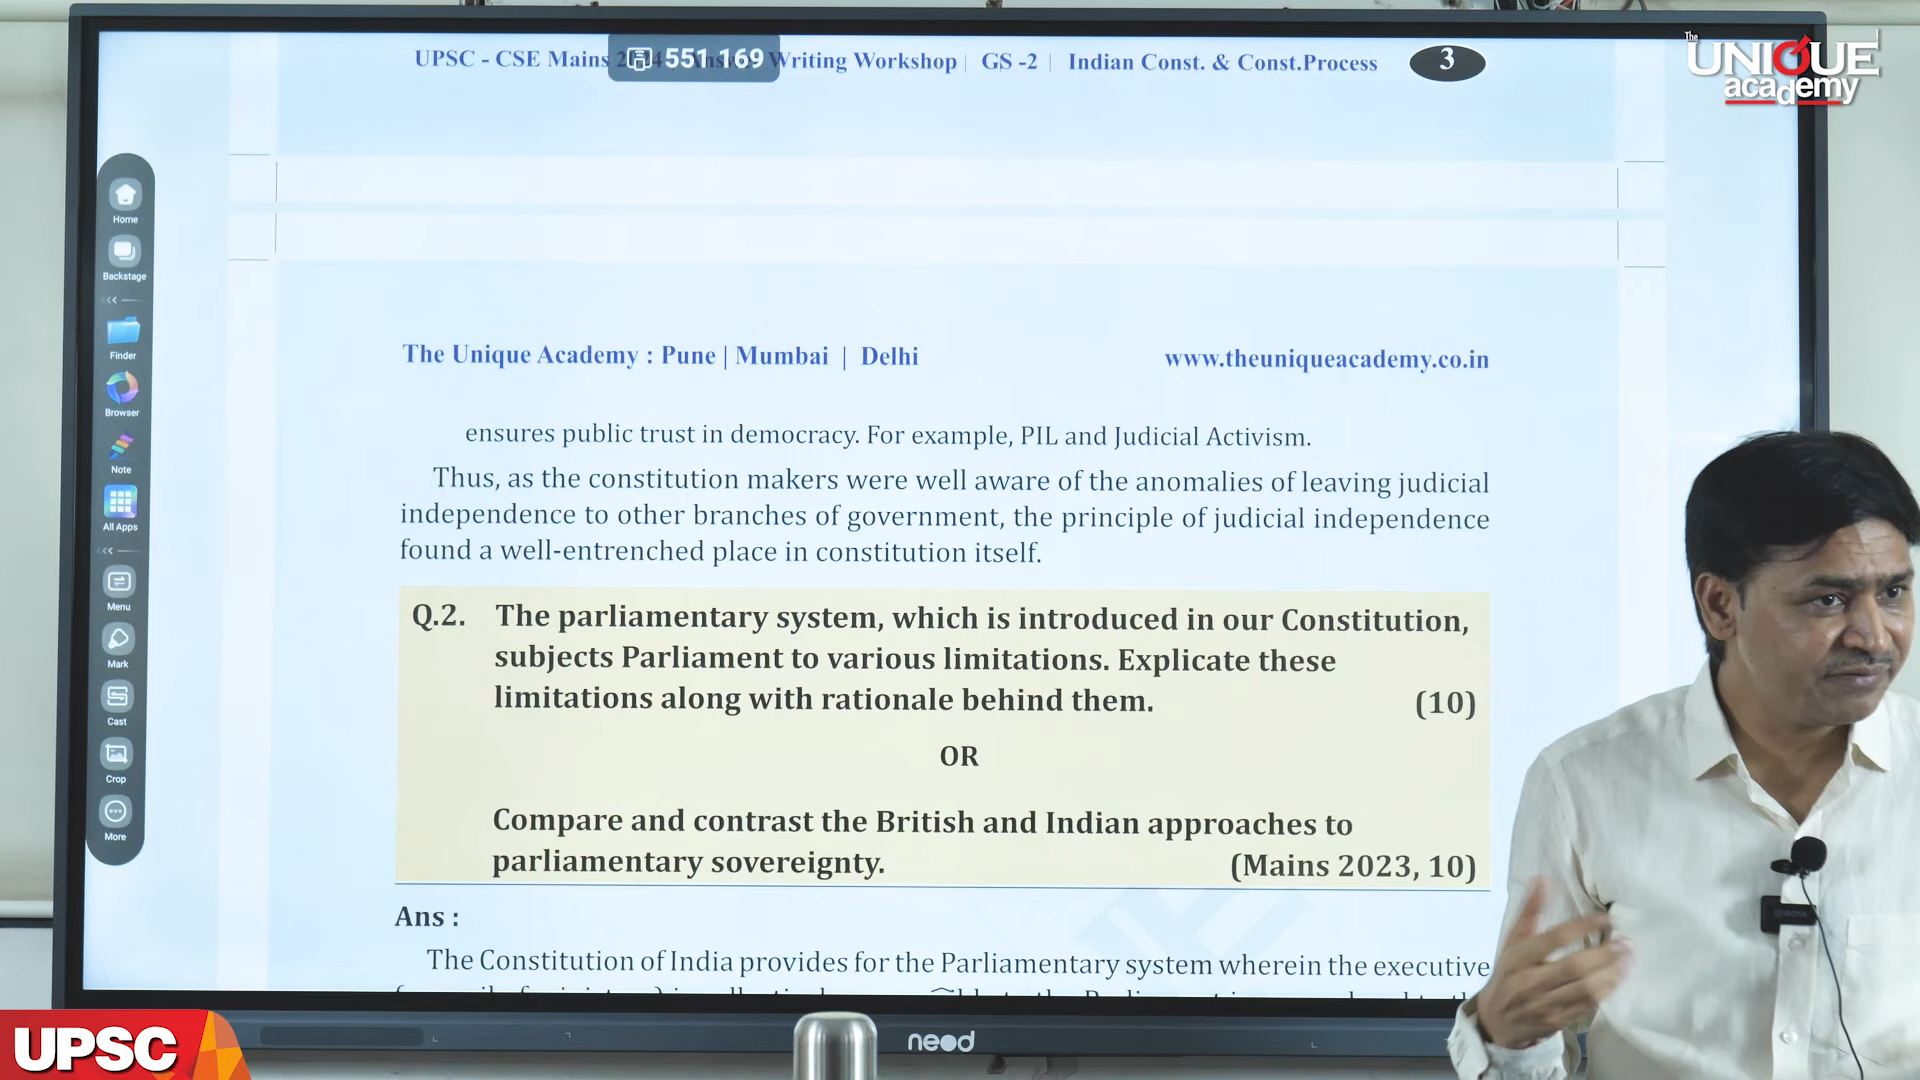 UPSC - CSE Mains Writing Workshop | GS -2 | Indian Const. & Const.Process 3
551.169
The UNIQUE academy
Home
Backstage
Finder
Browser
Note
All Apps
Menu
Mark
Cast
Crop
More
The Unique Academy : Pune | Mumbai | Delhi www.theuniqueacademy.co.in
ensures public trust in democracy. For example, PIL and Judicial Activism.
Thus, as the constitution makers were well aware of the anomalies of leaving judicial
independence to other branches of government, the principle of judicial independence
found a well-entrenched place in constitution itself.
Q.2. The parliamentary system, which is introduced in our Constitution,
subjects Parliament to various limitations. Explicate these
limitations along with rationale behind them. (10)
OR
Compare and contrast the British and Indian approaches to
parliamentary sovereignty. (Mains 2023, 10)
Ans :
The Constitution of India provides for the Parliamentary system wherein the executive
BOYA
neod
UPSC